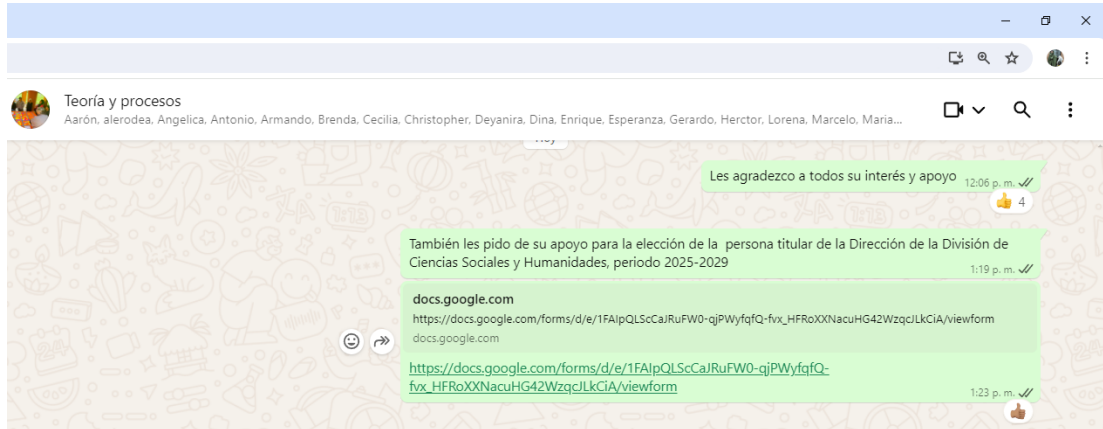 Teoría y procesos
Aarón, alerodea, Angelica, Antonio, Armando, Brenda, Cecilia, Christopher, Deyanira, Dina, Enrique, Esperanza, Gerardo, Herctor, Lorena, Marcelo, Maria...
Les agradezco a todos su interés y apoyo 12:06 p. m.
4
También les pido de su apoyo para la elección de la persona titular de la Dirección de la División de
Ciencias Sociales y Humanidades, periodo 2025-2029
1:19 p. m.
docs.google.com
https://docs.google.com/forms/d/e/1FAIpQLScCaJRuFW0-qjPWyfqfQ-fvx_HFRoXXNacuHG42WzqcJLkCiA/viewform
docs.google.com
https://docs.google.com/forms/d/e/1FAIpQLScCaJRuFW0-qjPWyfqfQ-
fvx_HFRoXXNacuHG42WzqcJLkCiA/viewform
1:23 p. m.